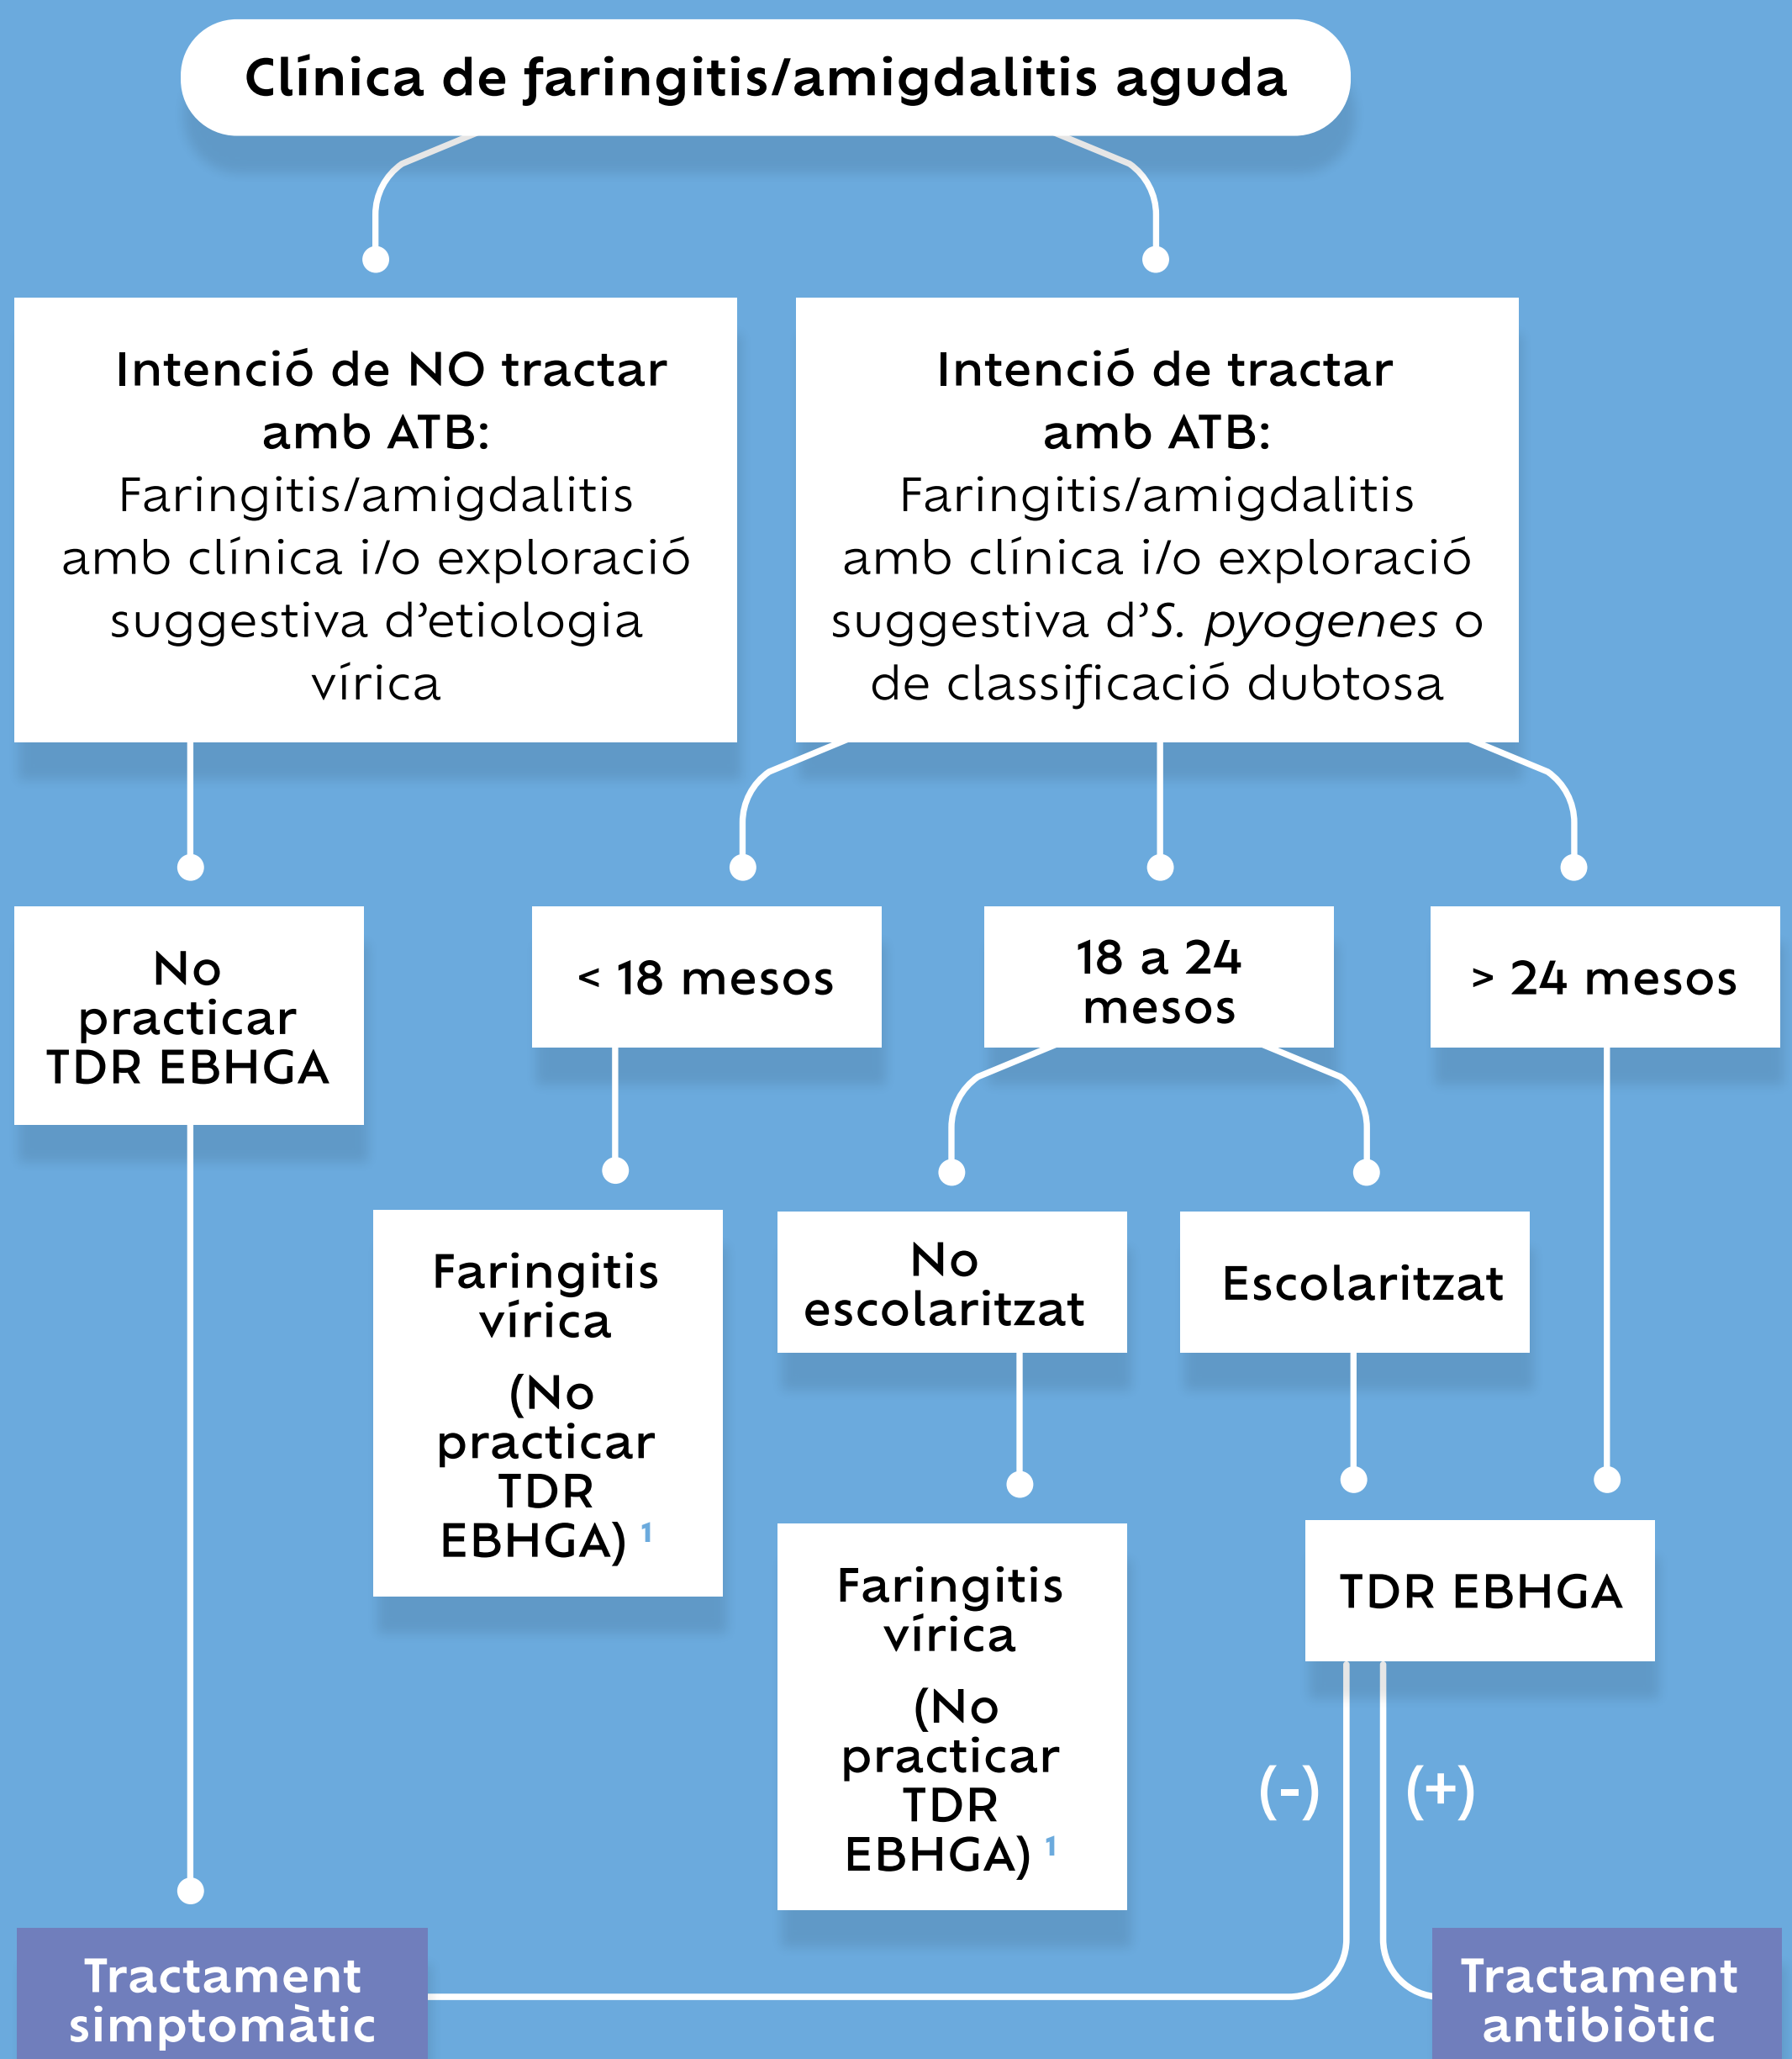 Clínica de faringitis/amigdalitis aguda
Intenció de NO tractar
amb ATB:
Faringitis/amigdalitis
amb clínica i/o exploració
suggestiva d’etiologia
vírica
Intenció de tractar
amb ATB:
Faringitis/amigdalitis
amb clínica i/o exploració
suggestiva d’S. pyogenes o
de classificació dubtosa
No
practicar
TDR EBHGA
< 18 mesos
18 a 24
mesos
> 24 mesos
Faringitis
vírica
(No
practicar
TDR
EBHGA) 1
No
escolaritzat
Escolaritzat
Faringitis
vírica
(No
practicar
TDR
EBHGA) 1
TDR EBHGA
(-)
(+)
Tractament
simptomàtic
Tractament
antibiòtic